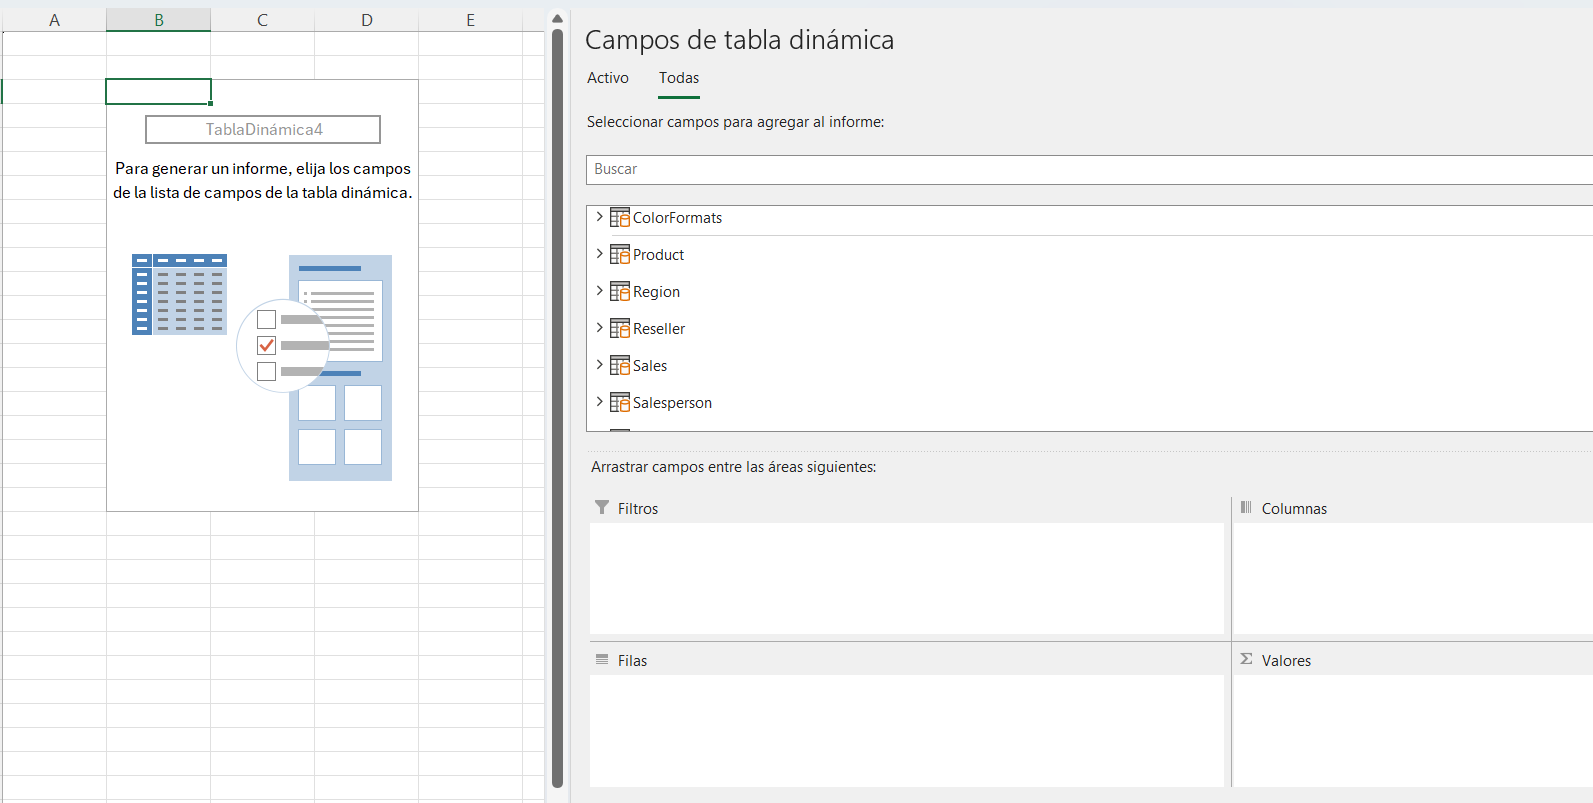 A B C D E
TablaDinámica4
Para generar un informe, elija los campos
de la lista de campos de la tabla dinámica.
Campos de tabla dinámica
Activo Todas
Seleccionar campos para agregar al informe:
Buscar
ColorFormats
Product
Region
Reseller
Sales
Salesperson
Arrastrar campos entre las áreas siguientes:
Filtros
Columnas
Filas
Σ Valores